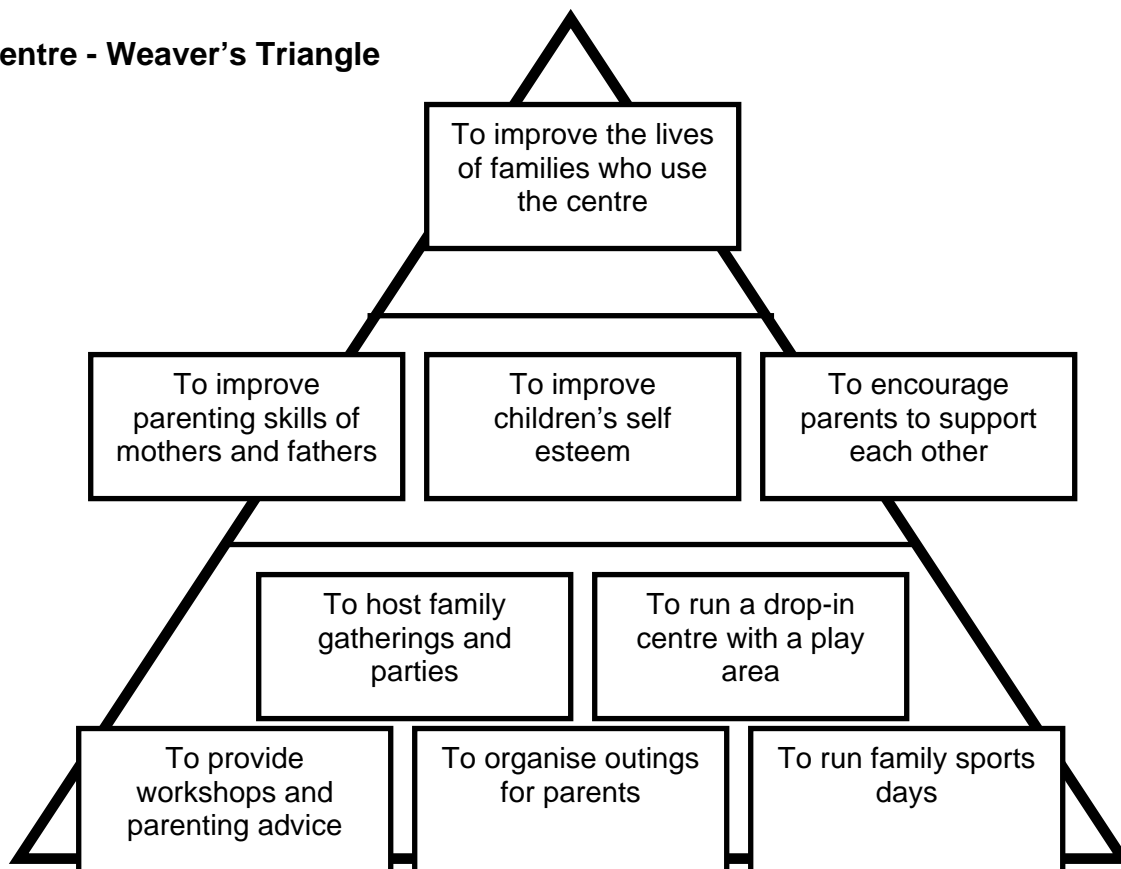 entre - Weaver’s Triangle
To improve the lives
of families who use
the centre
To improve
parenting skills of
mothers and fathers
To improve
children’s self
esteem
To encourage
parents to support
each other
To host family
gatherings and
parties
To run a drop-in
centre with a play
area
To provide
workshops and
parenting advice
To organise outings
for parents
To run family sports
days